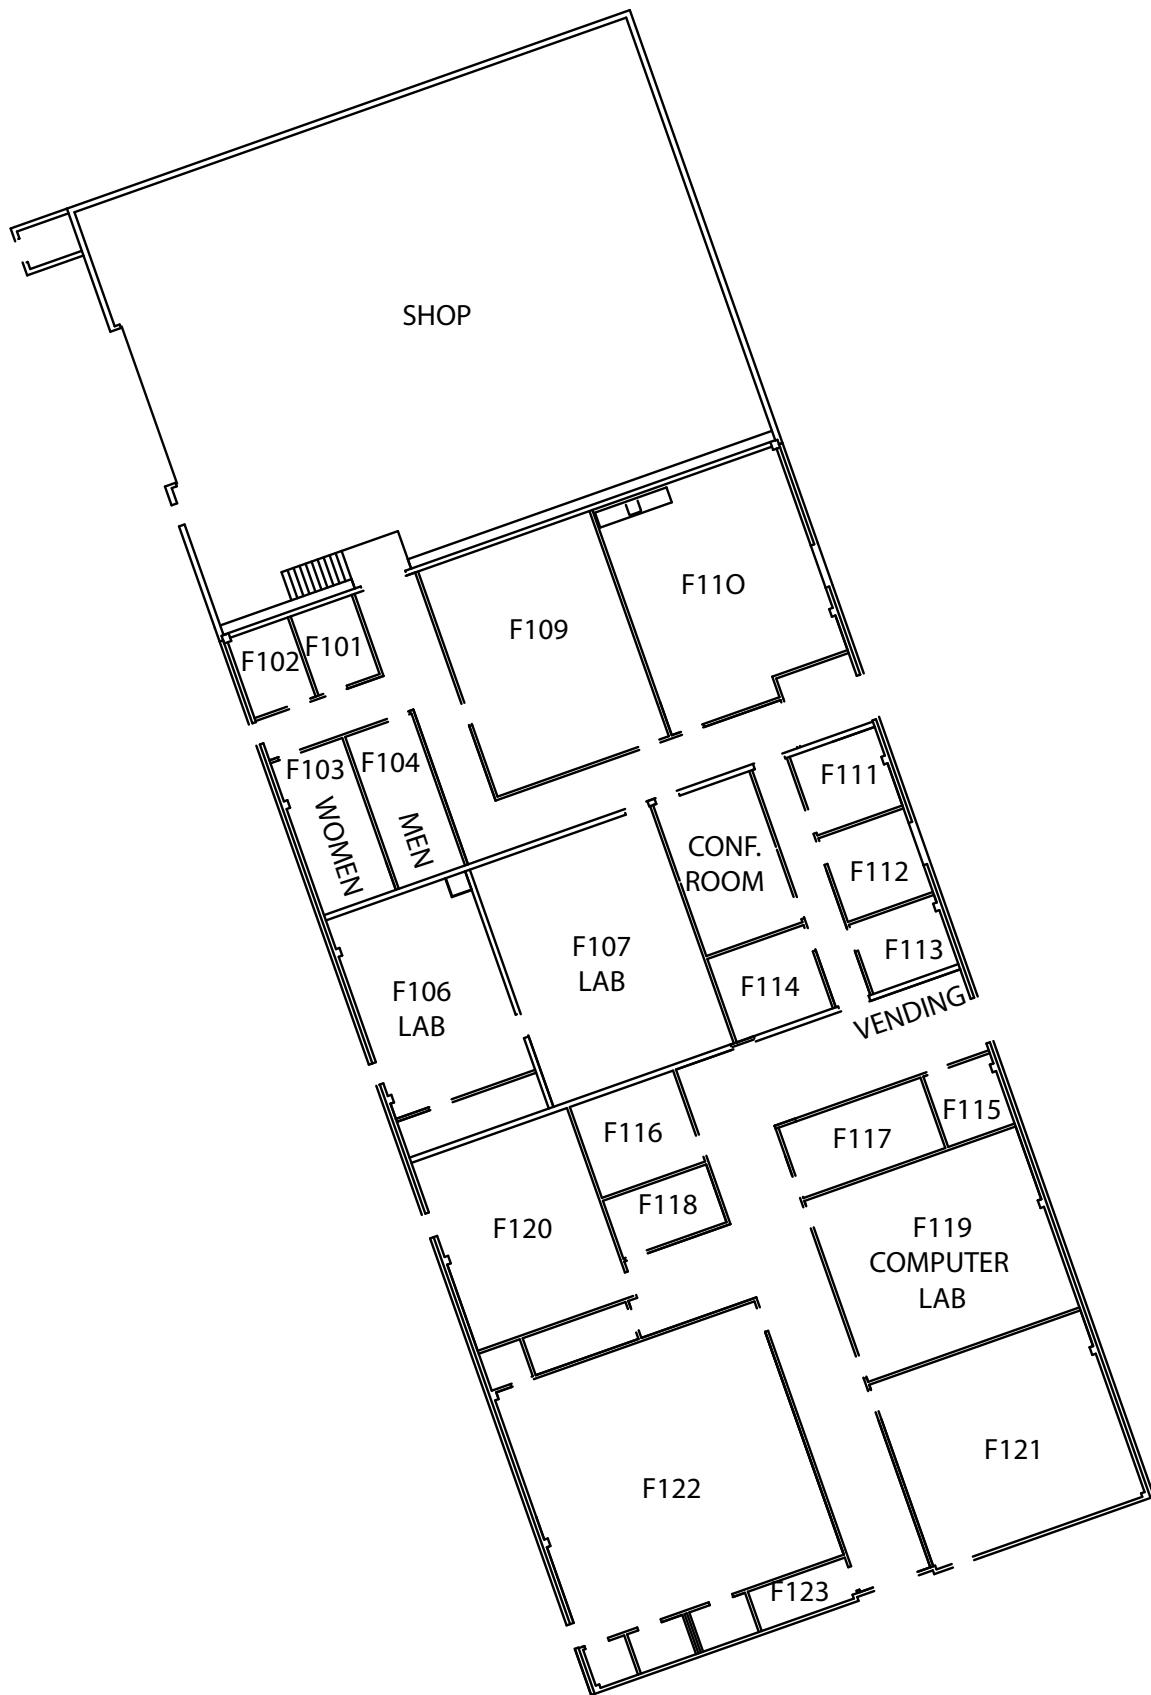 SHOP
F11O
F109
F101
F102
F103
WOMEN
F104
MEN
F111
CONF.
ROOM
F112
F107
LAB
F113
F106
LAB
F114
VENDING
F115
F116
F117
F118
F120
F119
COMPUTER
LAB
F121
F122
F123